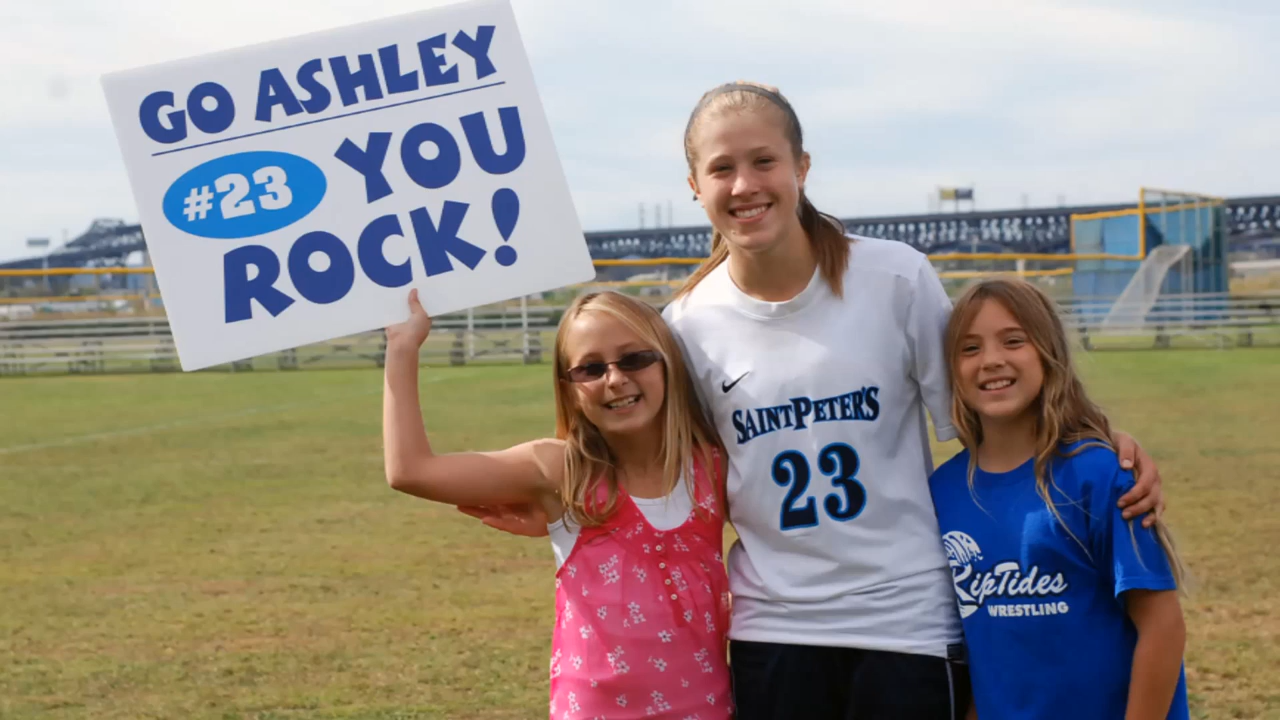 GO ASHLEY
#23 YOU
ROCK!
SAINT PETER'S
23
RIPTIDES
WRESTLING